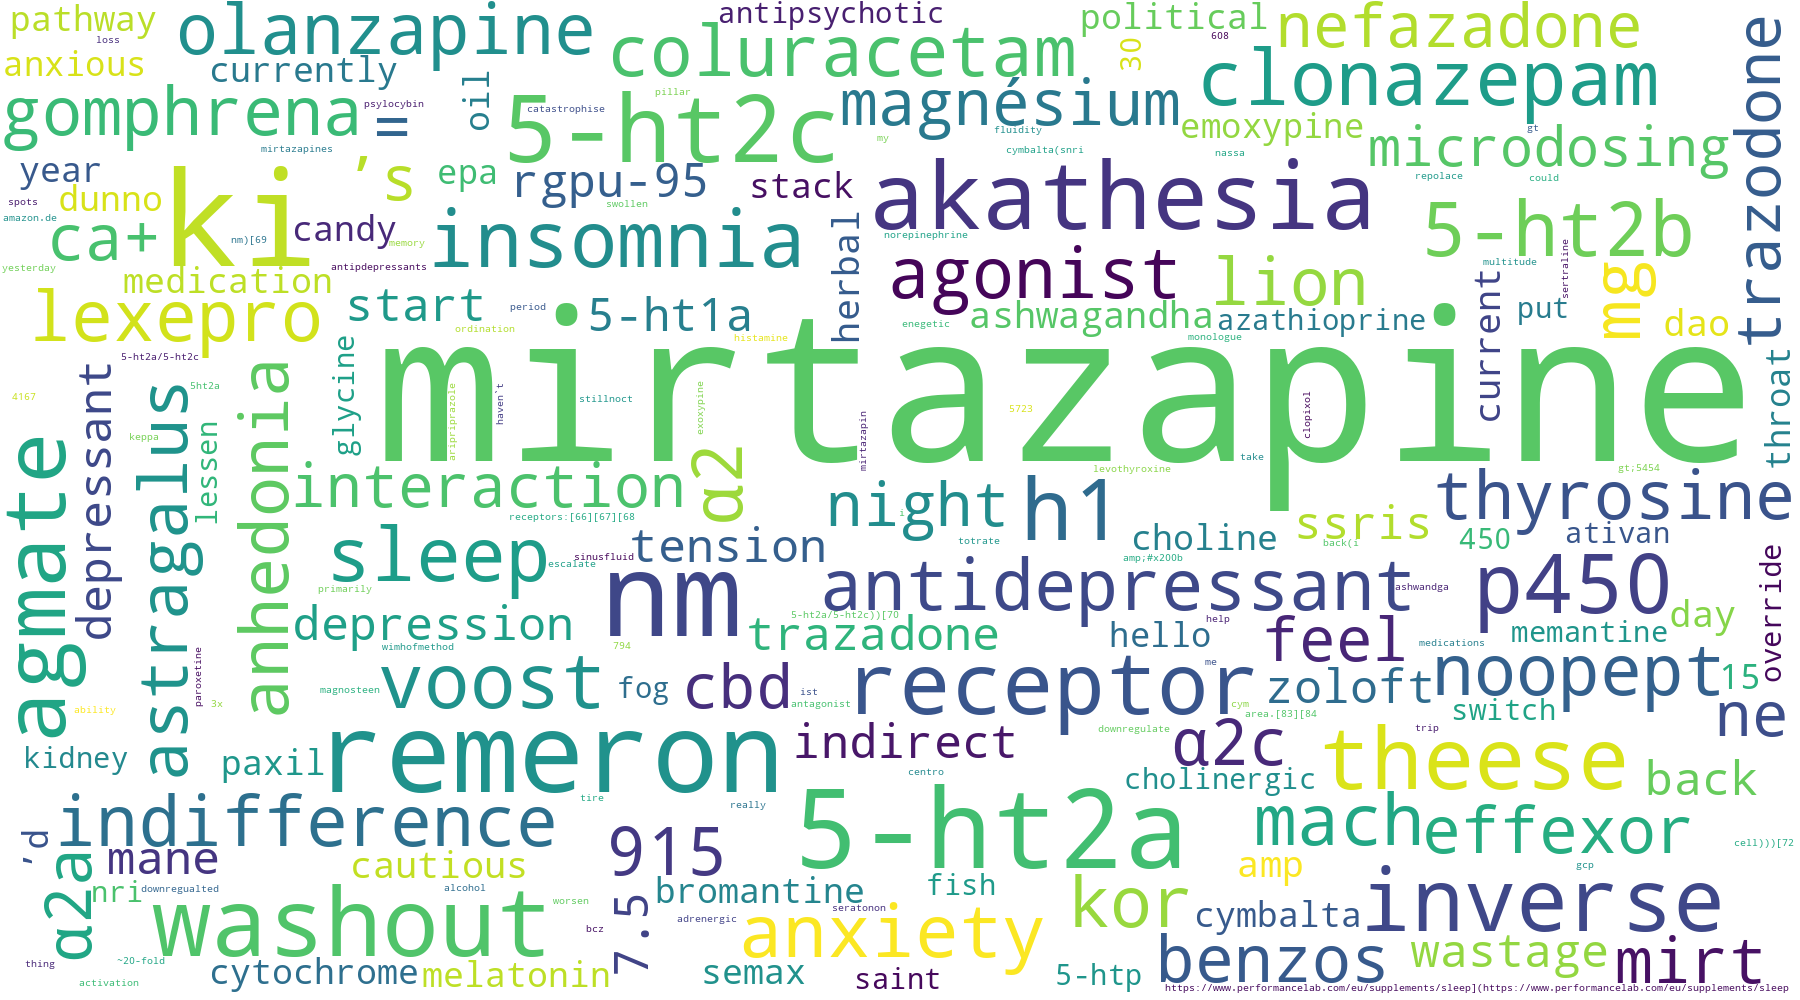 pathway
loss
olanzapine
antipsychotic
political
608
nefazodone
anxious
currently
oil
coluracetam
30
clonazepam
trazodone
gomphrena
=
psylocybin
5-ht2c
catastrophise
pillar
magnésium
my
fluidity
emoxypine
gt
microdosing
mirtazapines
cymbalta(snri
nassa
year
ki
's
epa
rgpu-95
stack
akathesia
repolace
could
spots
dunno
swollen
herbal
amazon.de
ca+
nm)[69
candy
memory
insomnia
norepinephrine
5-ht2b
yesterday
antipdepressants
agonist
lion
multitude
sertraline
medication
current
mg
lexepro
start
period
5-ht1a
ashwagandha
azathioprine
put
dao
ordination
enegetic
histamine
monologue
5-ht2a/5-ht2c
glycine
mirtazapine
throat
depressant
astragalus
5ht2a
anhedonia
aripriprazole
haven`t
stillnoct
exoxypine
mirtazapin
5723
clopixol
4167
keppa
lessen
agmate
interaction
α2
take
levothyroxine
gt;5454
night
h1
thyrosine
i
receptors:[66][67][68
totrate
choline
ssris
back(i
450
ativan
sleep
tension
sinusfluid
escalate
amp;#x200b
override
primarily
nm
antidepressant
ashwandga
p450
depression
5-ht2a/5-ht2c))[70
help
day
trazadone
hello
feel
memantine
wimhofmethod
794
medications
paroxetine
voost
fog
cbd
receptor
me
zoloft
noopept
15
magnosteen
ist
antagonist
cym
area.[83][84
switch
ne
3x
ability
remeron
indirect
downregulate
α2c
trip
theese
kidney
paxil
centro
cholinergic
back
tire
really
indifference
5-ht2a
mach
effexor
'd
915
cell)))[72
α2a
mane
cautious
amp
gcp
nri
downregualted
alcohol
worsen
7.5
bromantine
fish
kor
inverse
washout
bcz
adrenergic
seratonon
anxiety
cymbalta
thing
~20-fold
benzos
wastage
mirt
activation
cytochrome
melatonin
semax
saint
5-htp
https://www.performancelab.com/eu/supplements/sleep](https://www.performancelab.com/eu/supplements/sleep